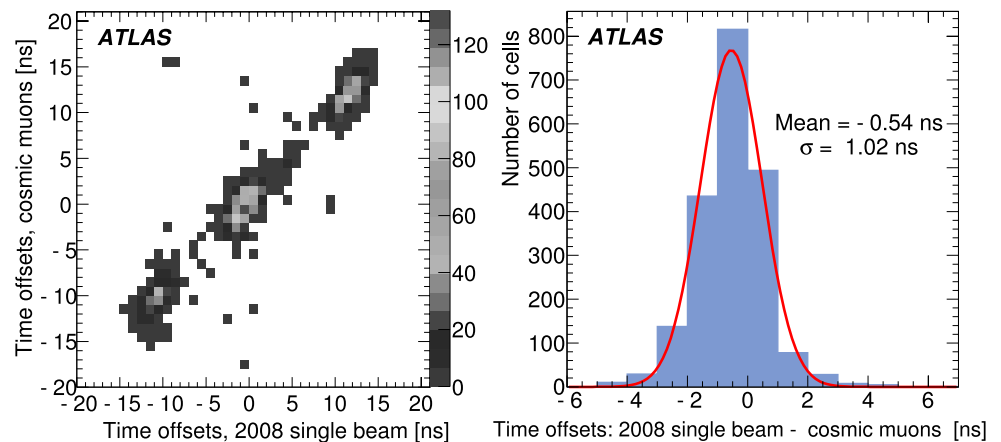 ATLAS
Time offsets, cosmic muons [ns]
20
15
10
5
0
- 5
- 10
- 15
- 20
- 20 - 15 - 10 - 5 0 5 10 15 20
Time offsets, 2008 single beam [ns]
120
100
80
60
40
20
0
ATLAS
Number of cells
800
700
600
500
400
300
200
100
0
Mean = - 0.54 ns
σ = 1.02 ns
- 6 - 4 - 2 0 2 4 6
Time offsets: 2008 single beam - cosmic muons [ns]